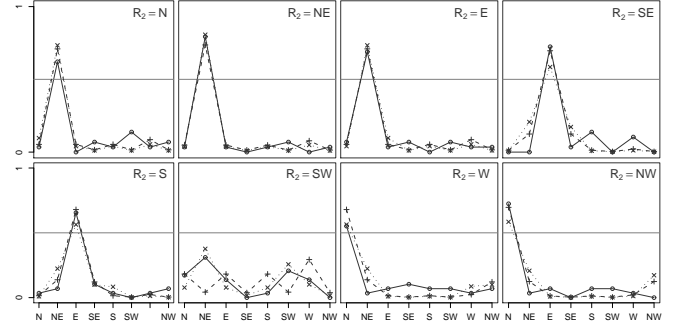 1
R2 = N
R2 = NE
R2 = E
R2 = SE
0
1
R2 = S
R2 = SW
R2 = W
R2 = NW
0
N NE E SE S SW NW
N NE E SE S SW W NW
N NE E SE S SW W NW
N NE E SE S SW W NW